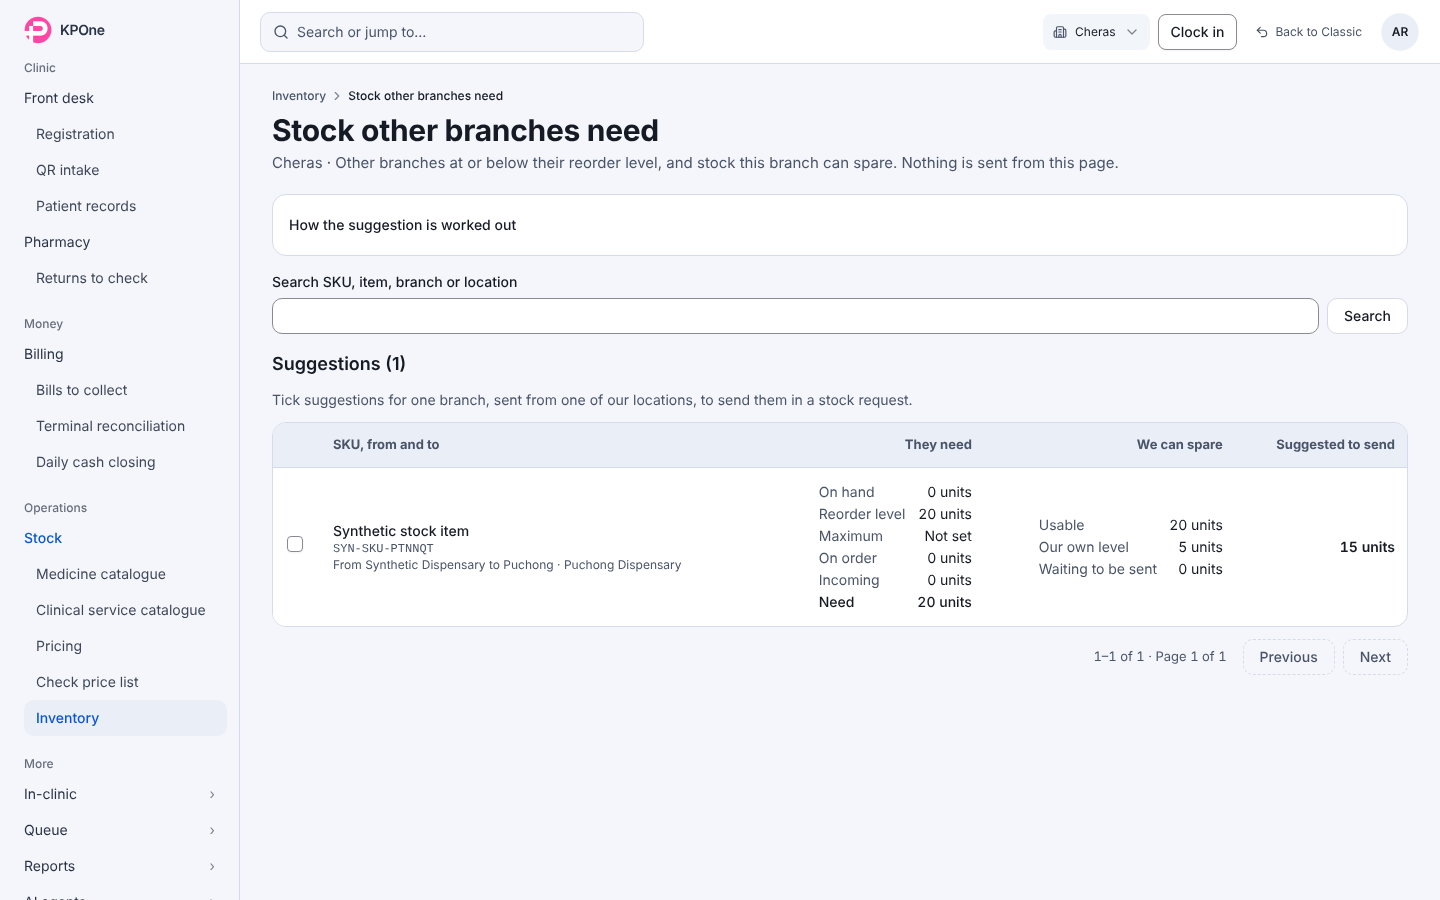 KPOne
Search or jump to...
Cheras
Clock in
Back to Classic
AR
Clinic
Front desk
Registration
QR intake
Patient records
Pharmacy
Returns to check
Money
Billing
Bills to collect
Terminal reconciliation
Daily cash closing
Operations
Stock
Medicine catalogue
Clinical service catalogue
Pricing
Check price list
Inventory
More
In-clinic
Queue
Reports
Inventory
Stock other branches need
Stock other branches need
Cheras · Other branches at or below their reorder level, and stock this branch can spare. Nothing is sent from this page.
How the suggestion is worked out
Search SKU, item, branch or location
Search
Suggestions (1)
Tick suggestions for one branch, sent from one of our locations, to send them in a stock request.
SKU, from and to They need We can spare Suggested to send
Synthetic stock item
SYN-SKU-PTNNQT
From Synthetic Dispensary to Puchong · Puchong Dispensary
On hand 0 units
Reorder level 20 units
Maximum Not set
On order 0 units
Incoming 0 units
Need 20 units
Usable 20 units
Our own level 5 units
Waiting to be sent 0 units
15 units
1–1 of 1 · Page 1 of 1
Previous
Next